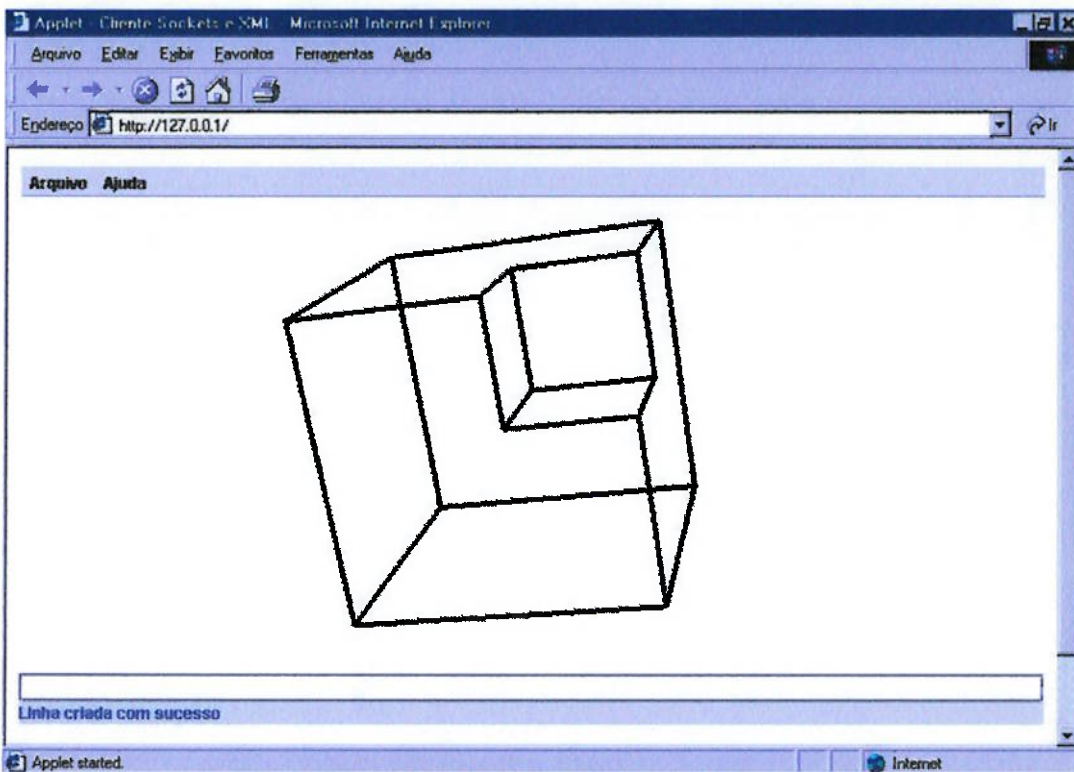 Applet - Cliente Sockets e XML - Microsoft Internet Explorer
Arquivo Editar Exibir Favoritos Ferramentas Ajuda
Endereço http://127.0.0.1/ Ir
Arquivo Ajuda
Linha criada com sucesso
Applet started. Internet